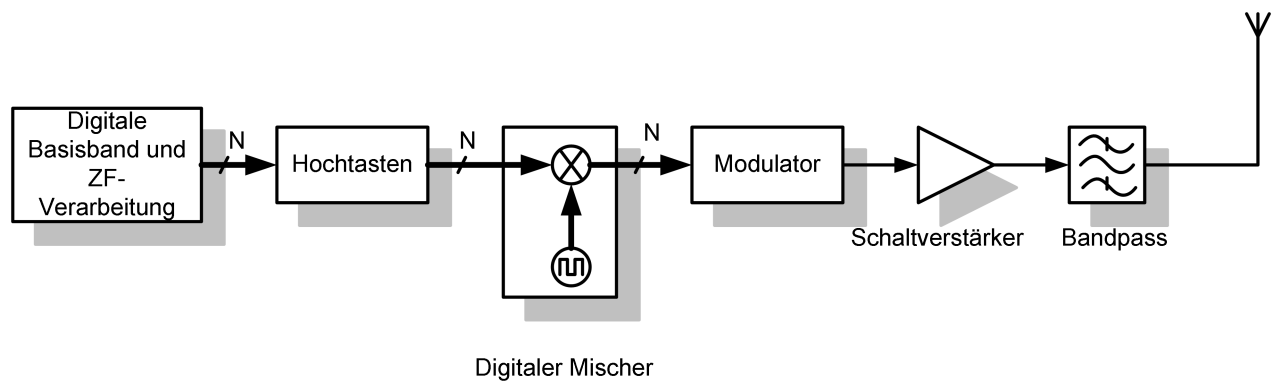 Digitale
Basisband und
ZF-
Verarbeitung
N
Hochtasten
N
N
Modulator
Schaltverstärker
Bandpass
Digitaler Mischer